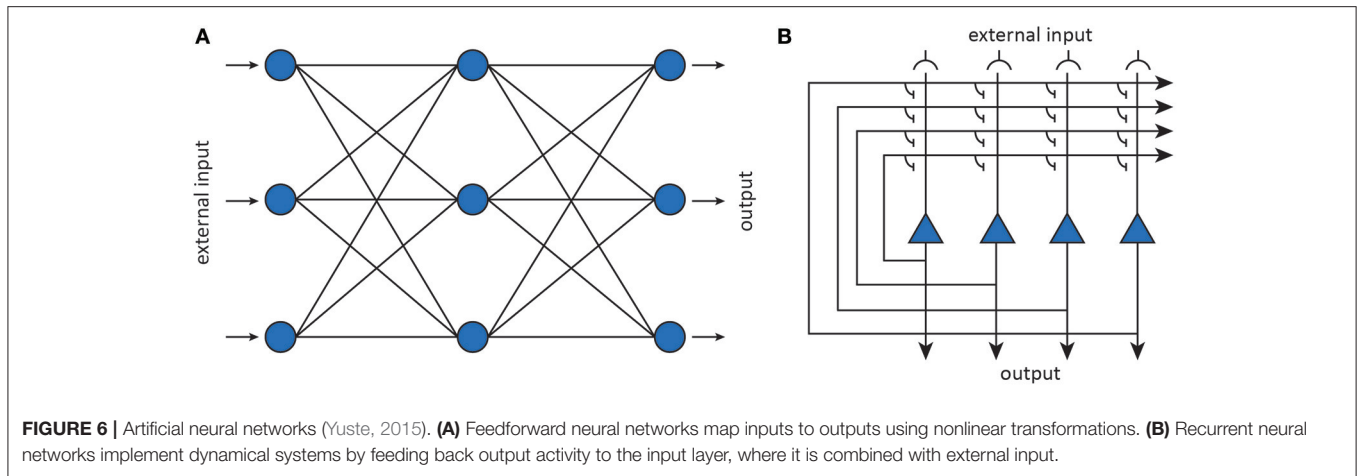 A
external input
output
B
external input
output
FIGURE 6 | Artificial neural networks (Yuste, 2015). (A) Feedforward neural networks map inputs to outputs using nonlinear transformations. (B) Recurrent neural
networks implement dynamical systems by feeding back output activity to the input layer, where it is combined with external input.